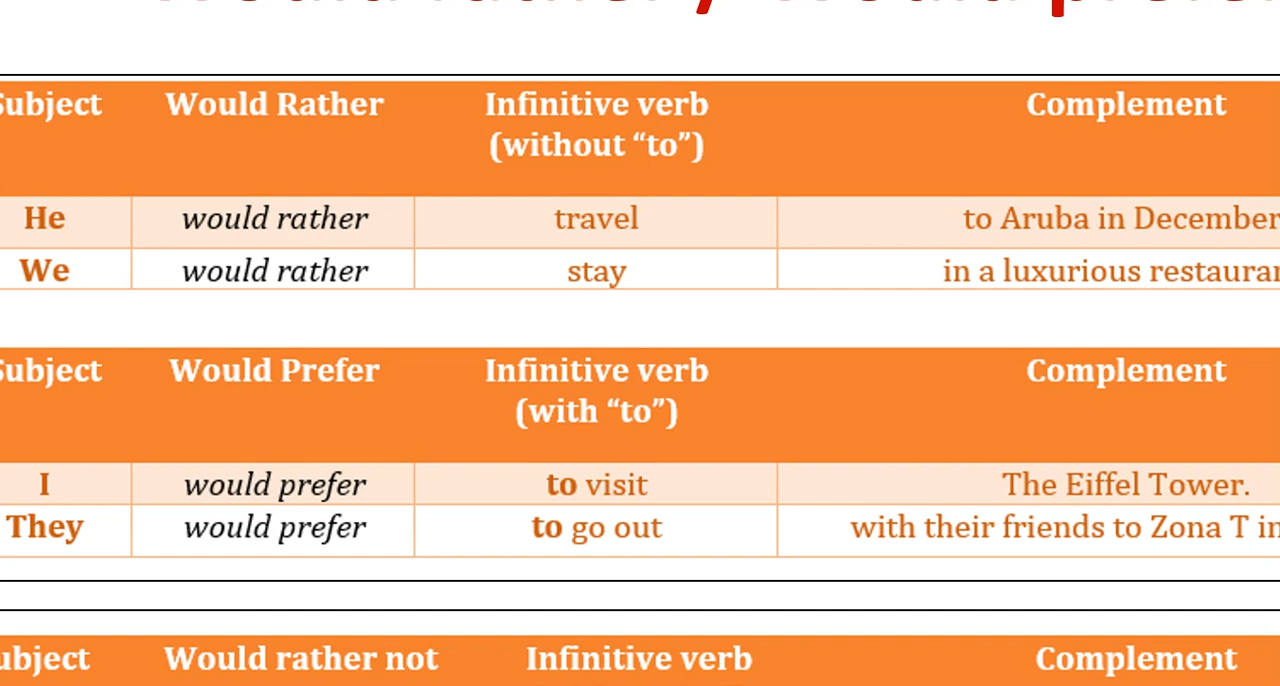 Subject Would Rather Infinitive verb Complement
(without “to”)
He would rather travel to Aruba in December
We would rather stay in a luxurious
Subject Would Prefer Infinitive verb Complement
(with “to”)
I would prefer to visit The Eiffel Tower.
They would prefer to go out with their friends to Zona T in
Subject Would rather not Infinitive verb Complement